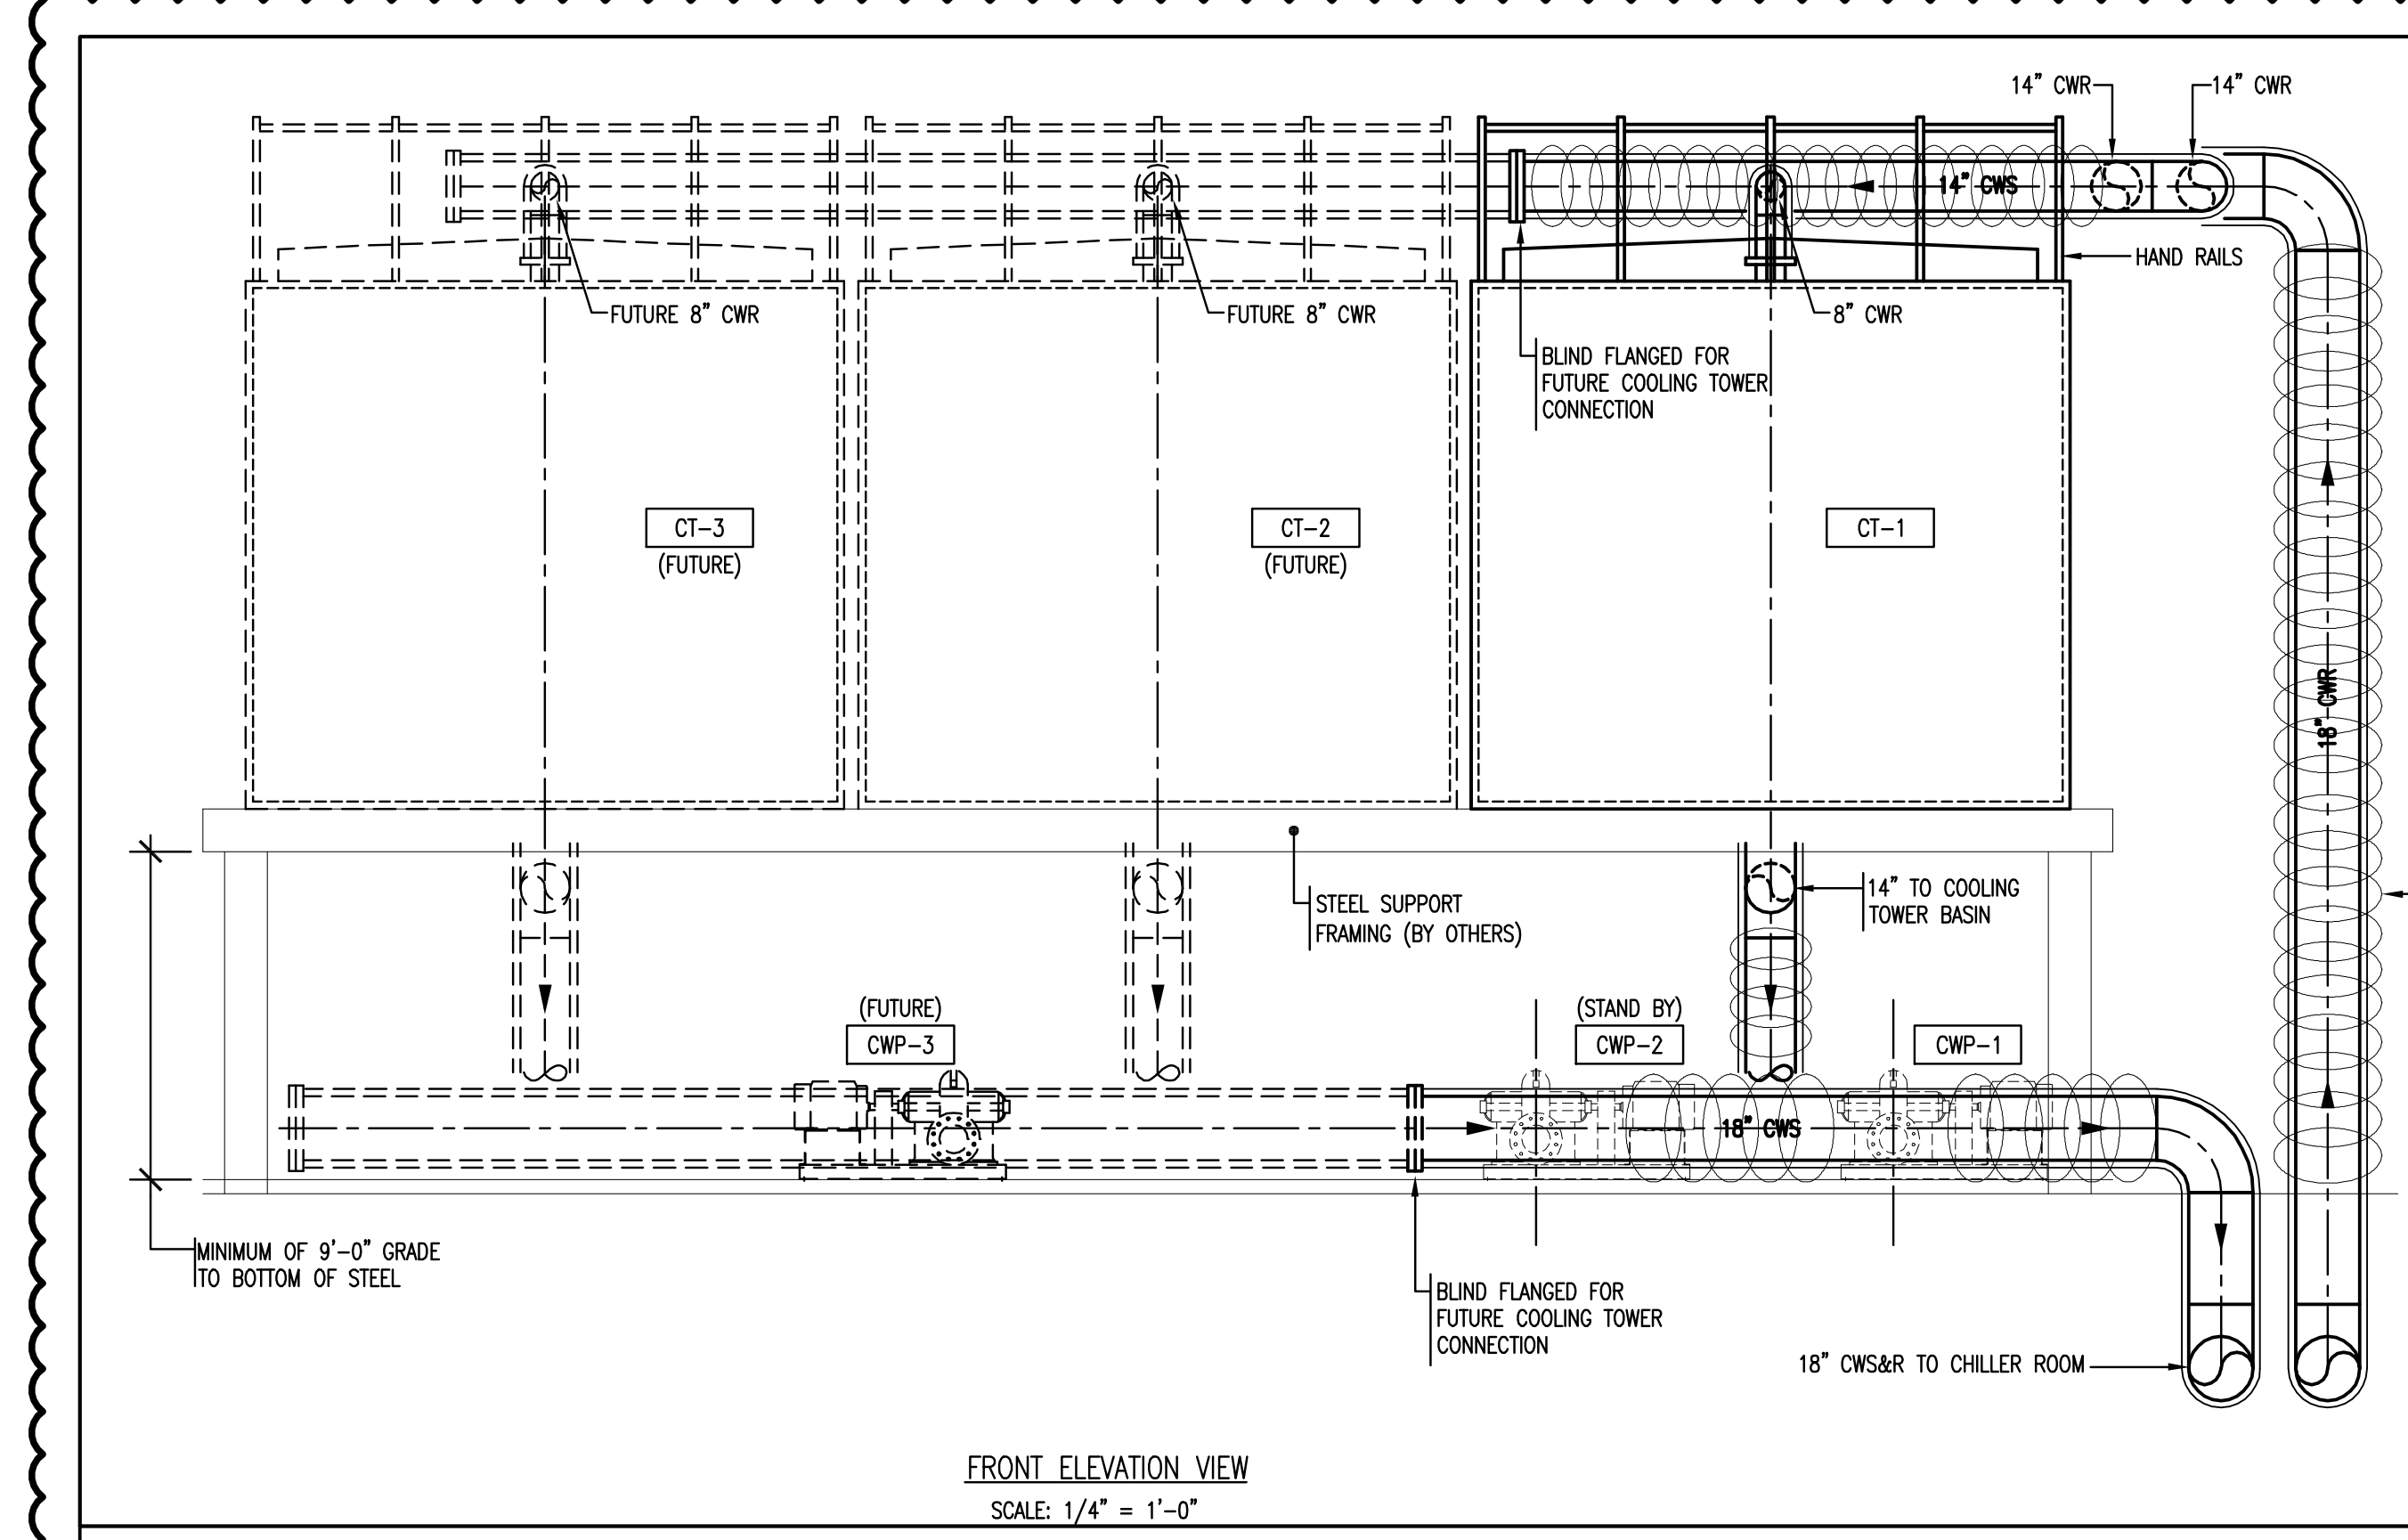 14" CWR
14" CWR
14" CWS
HAND RAILS
FUTURE 8" CWR
FUTURE 8" CWR
8" CWR
BLIND FLANGED FOR
FUTURE COOLING TOWER
CONNECTION
CT-3
(FUTURE)
CT-2
(FUTURE)
CT-1
18" CWR
14" TO COOLING
TOWER BASIN
STEEL SUPPORT
FRAMING (BY OTHERS)
(FUTURE)
CWP-3
(STAND BY)
CWP-2
CWP-1
18" CWS
MINIMUM OF 9'-0" GRADE
TO BOTTOM OF STEEL
BLIND FLANGED FOR
FUTURE COOLING TOWER
CONNECTION
18" CWS&R TO CHILLER ROOM
FRONT ELEVATION VIEW
SCALE: 1/4" = 1'-0"